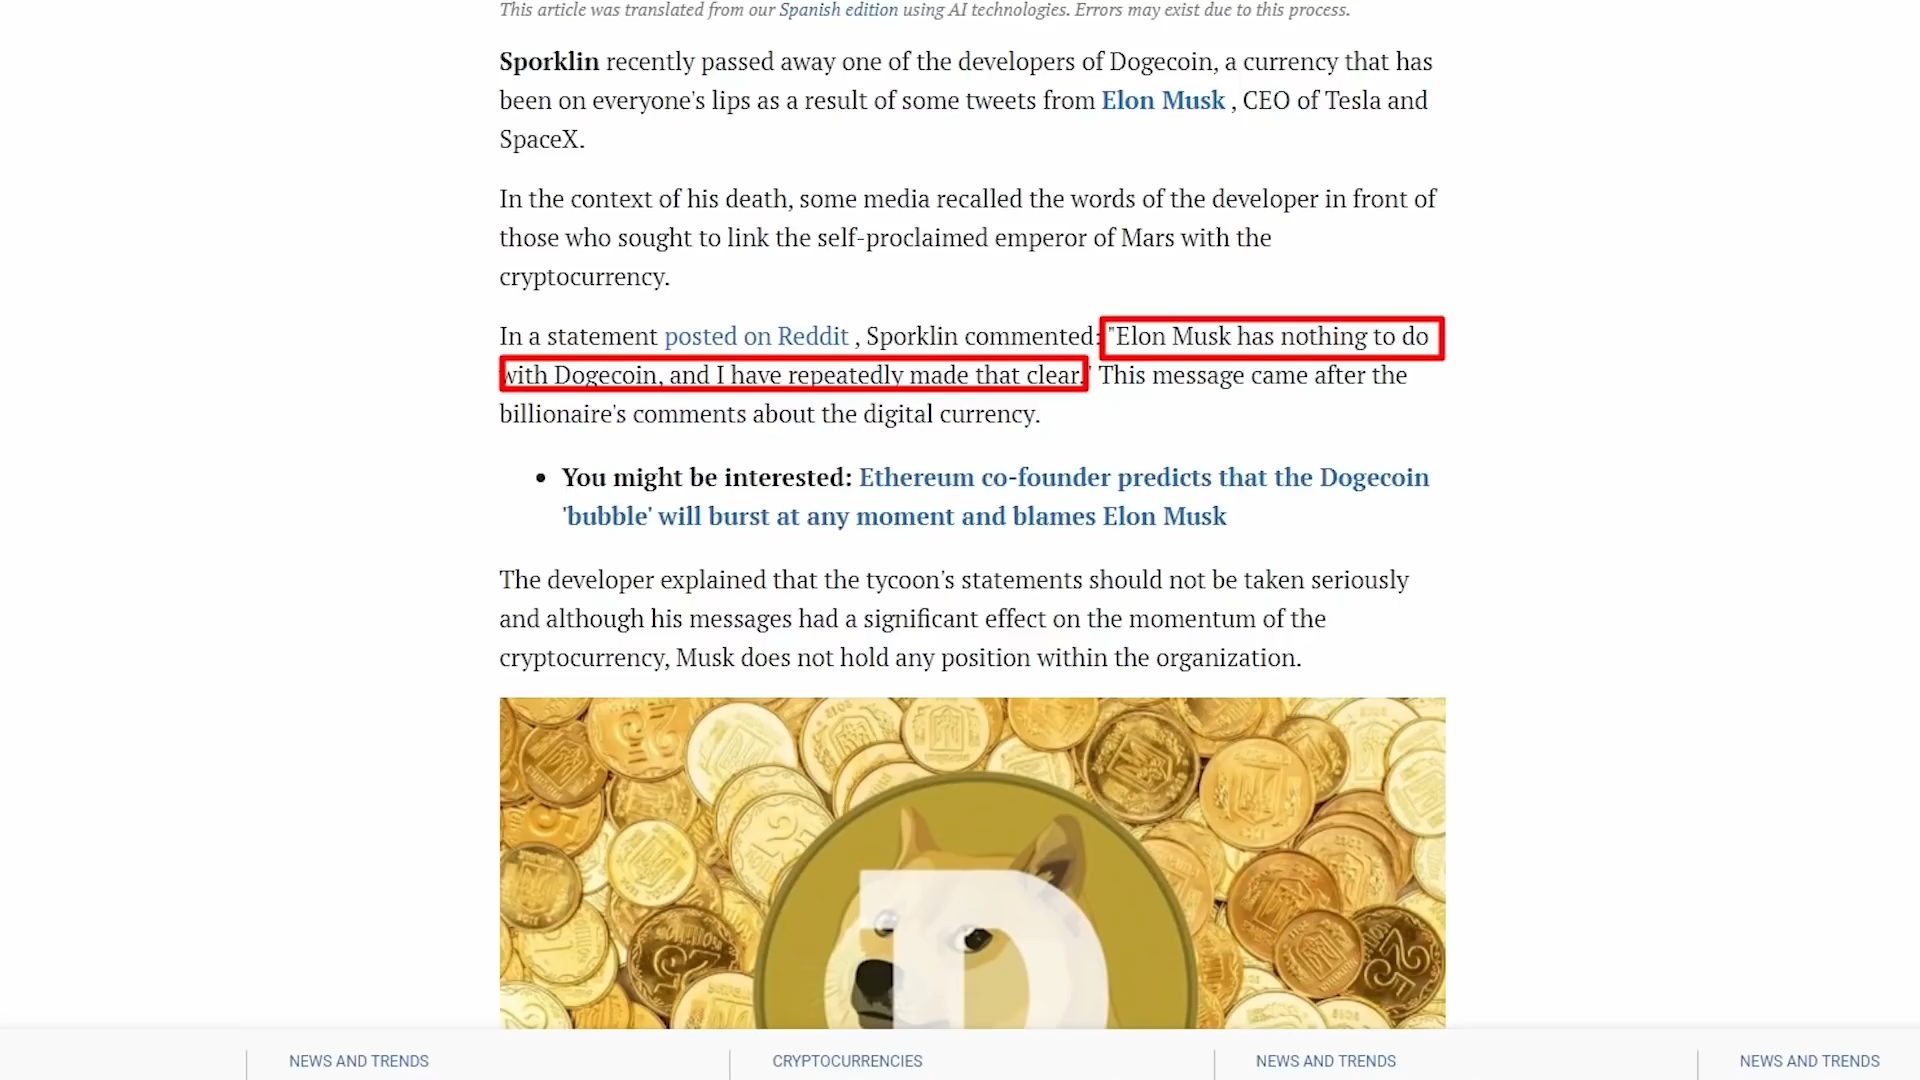 This article was translated from our Spanish edition using AI technologies. Errors may exist due to this process.
Sporklin recently passed away one of the developers of Dogecoin, a currency that has
been on everyone's lips as a result of some tweets from Elon Musk , CEO of Tesla and
SpaceX.
In the context of his death, some media recalled the words of the developer in front of
those who sought to link the self-proclaimed emperor of Mars with the
cryptocurrency.
In a statement posted on Reddit , Sporklin commented: "Elon Musk has nothing to do
with Dogecoin, and I have repeatedly made that clear." This message came after the
billionaire's comments about the digital currency.
• You might be interested: Ethereum co-founder predicts that the Dogecoin
'bubble' will burst at any moment and blames Elon Musk
The developer explained that the tycoon's statements should not be taken seriously
and although his messages had a significant effect on the momentum of the
cryptocurrency, Musk does not hold any position within the organization.
D
NEWS AND TRENDS CRYPTOCURRENCIES NEWS AND TRENDS NEWS AND TRENDS